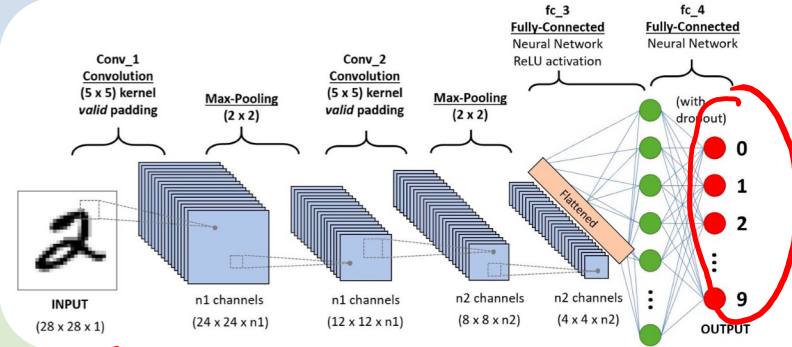 Conv_1
Convolution
(5 x 5) kernel
valid padding
Max-Pooling
(2 x 2)
Conv_2
Convolution
(5 x 5) kernel
valid padding
Max-Pooling
(2 x 2)
fc_3
Fully-Connected
Neural Network
ReLU activation
fc_4
Fully-Connected
Neural Network
(with
dropout)
Flattened
0
1
2
9
OUTPUT
2
INPUT
(28 x 28 x 1)
n1 channels
(24 x 24 x n1)
n1 channels
(12 x 12 x n1)
n2 channels
(8 x 8 x n2)
n2 channels
(4 x 4 x n2)